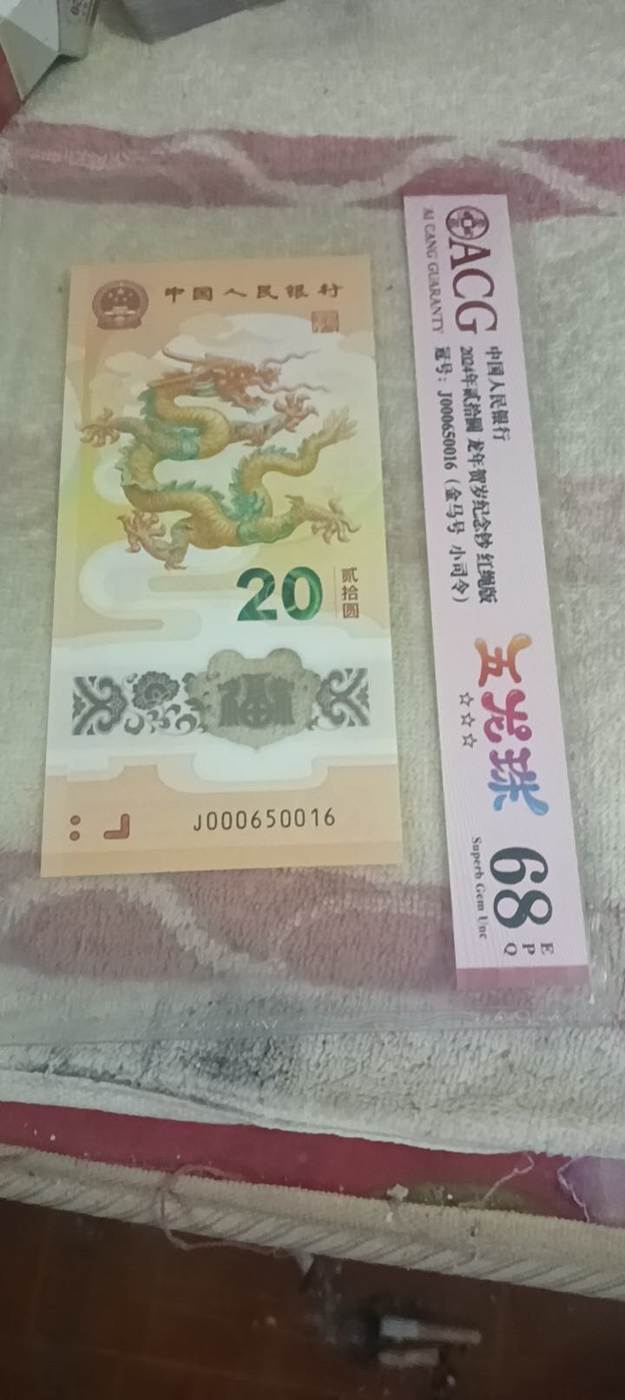 中国人民银行
20
贰拾圆
J000650016
ACG
AI CANG GUARANTY
中国人民银行
2024年贰拾圆 龙年贺岁纪念钞 红绳版
冠号：J000650016（金马号 小司令）
五光珠
☆☆☆
68
EPQ
Superb Gem Unc